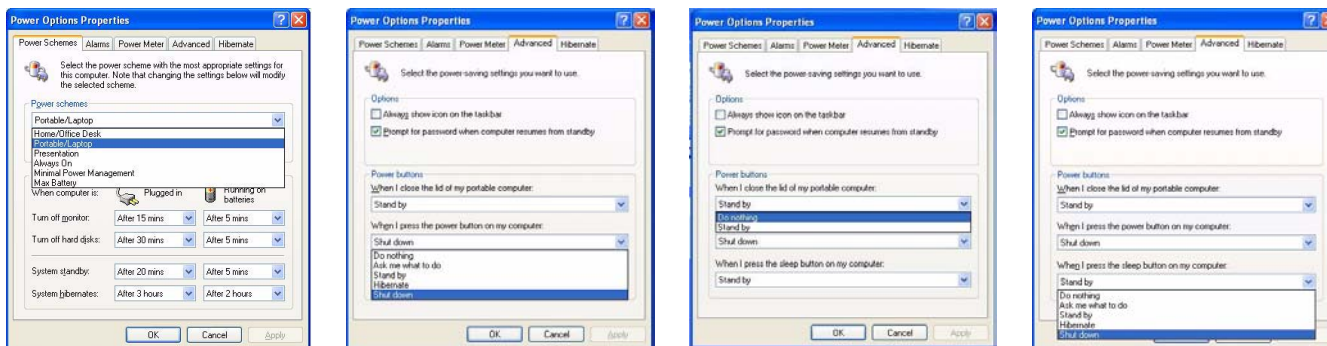 Power Options Properties
Power Schemes Alarms Power Meter Advanced Hibernate
Select the power scheme with the most appropriate settings for
this computer. Note that changing the settings below will modify
the selected scheme.
Power schemes
Portable/Laptop
Home/Office Desk
Portable/Laptop
Presentation
Always On
Minimal Power Management
Max Battery
When computer is:
Plugged in
Running on
batteries
Turn off monitor: After 15 mins After 5 mins
Turn off hard disks: After 30 mins After 5 mins
System standby: After 20 mins After 5 mins
System hibernates: After 3 hours After 2 hours
OK Cancel Apply
Power Options Properties
Power Schemes Alarms Power Meter Advanced Hibernate
Select the power-saving settings you want to use.
Options
Always show icon on the taskbar
Prompt for password when computer resumes from standby
Power buttons
When I close the lid of my portable computer:
Stand by
When I press the power button on my computer:
Shut down
Do nothing
Ask me what to do
Stand by
Hibernate
Shut down
OK Cancel Apply
Power Options Properties
Power Schemes Alarms Power Meter Advanced Hibernate
Select the power-saving settings you want to use.
Options
Always show icon on the taskbar
Prompt for password when computer resumes from standby
Power buttons
When I close the lid of my portable computer:
Stand by
Do nothing
Stand by
Shut down
When I press the sleep button on my computer:
Stand by
OK Cancel Apply
Power Options Properties
Power Schemes Alarms Power Meter Advanced Hibernate
Select the power-saving settings you want to use.
Options
Always show icon on the taskbar
Prompt for password when computer resumes from standby
Power buttons
When I close the lid of my portable computer:
Stand by
When I press the power button on my computer:
Shut down
When I press the sleep button on my computer:
Stand by
Do nothing
Ask me what to do
Stand by
Hibernate
Shut down